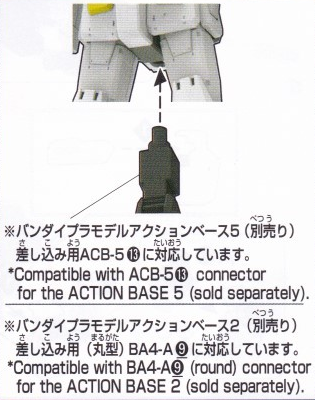 ※バンダイプラモデルアクションベース5（別売り）
差し込み用ACB-5⓭に対応しています。
*Compatible with ACB-5⓭ connector
for the ACTION BASE 5 (sold separately).
※バンダイプラモデルアクションベース2（別売り）
差し込み用（丸型）BA4-A❾に対応しています。
*Compatible with BA4-A❾ (round) connector
for the ACTION BASE 2 (sold separately).